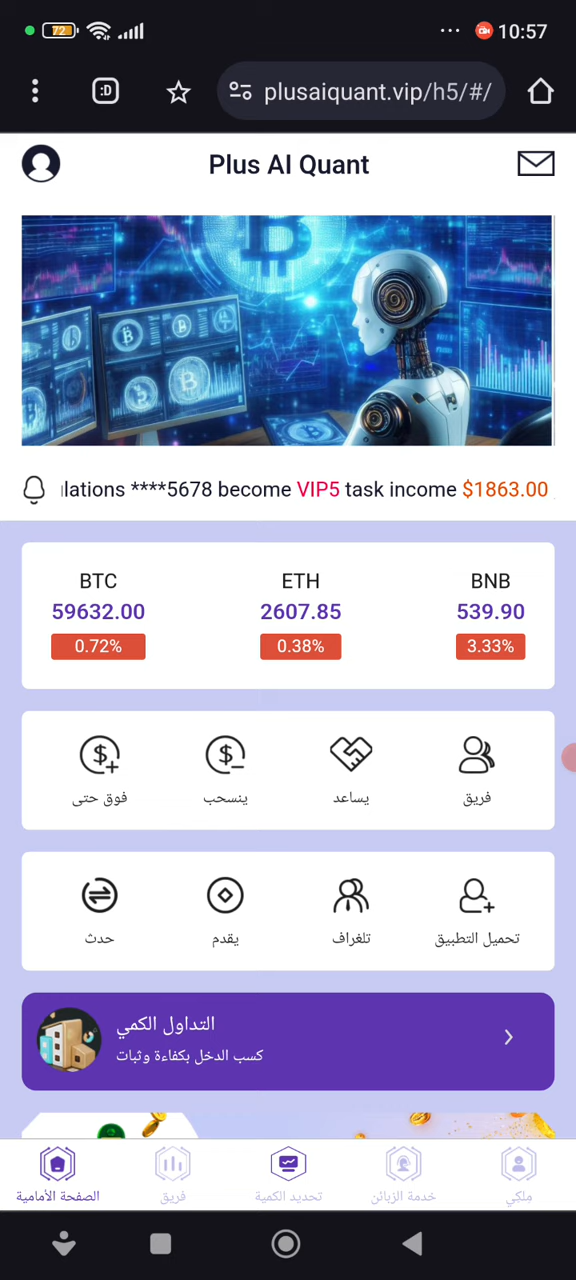 72
10:57
:D
plusaiquant.vip/h5/#/
Plus AI Quant
lations ****5678 become VIP5 task income $1863.00
BTC ETH BNB
59632.00 2607.85 539.90
0.72% 0.38% 3.33%
فريق يساعد ينسحب فوق حتى
تحميل التطبيق تلغراف يقدم حدث
التداول الكمي
كسب الدخل بكفاءة وثبات
مِلكِي خدمة الزبائن تحديد الكمية فريق الصفحة الأمامية